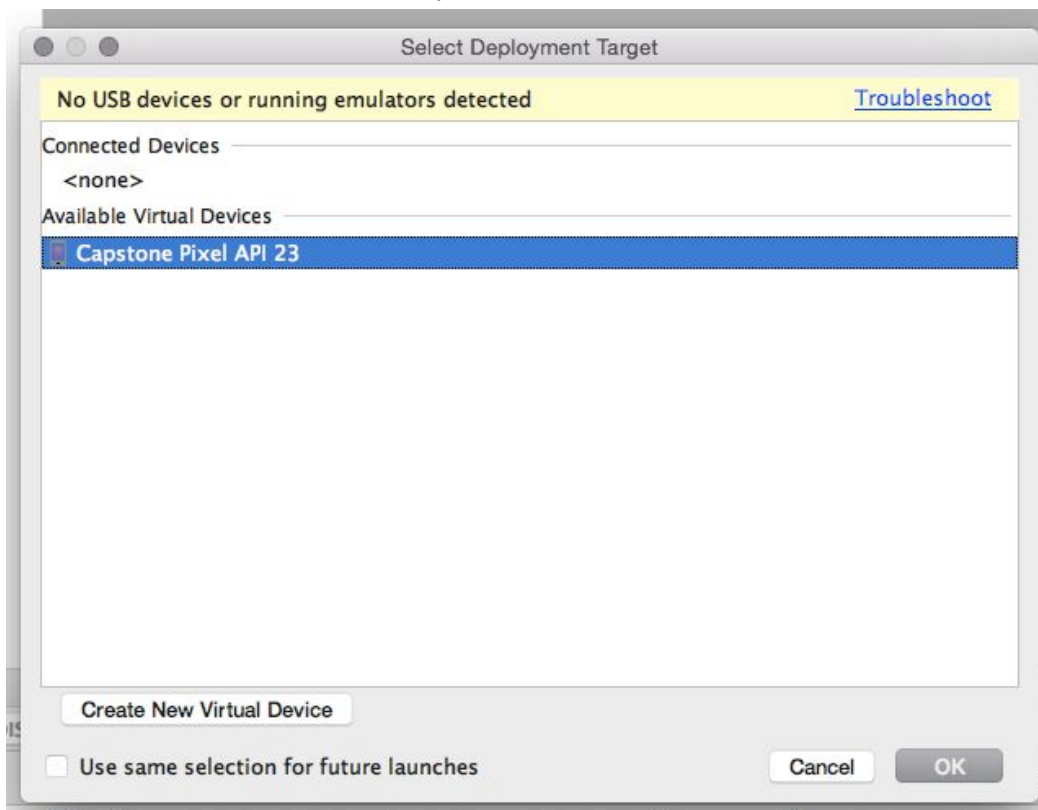 Select Deployment Target
No USB devices or running emulators detected Troubleshoot
Connected Devices
<none>
Available Virtual Devices
Capstone Pixel API 23
Create New Virtual Device
Use same selection for future launches
Cancel OK